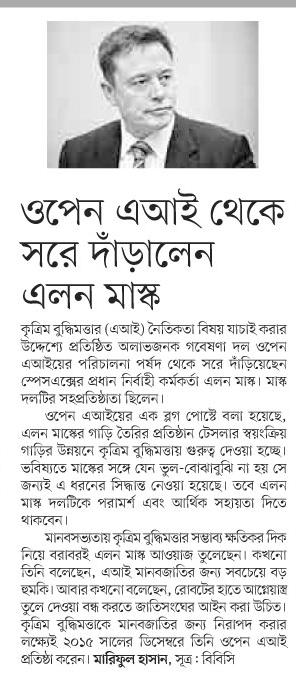 ওপেন এআই থেকে
সরে দাঁড়ালেন
এলন মাস্ক
কৃত্রিম বুদ্ধিমত্তার (এআই) নৈতিকতা বিষয় যাচাই করার
উদ্দেশ্যে প্রতিষ্ঠিত অলাভজনক গবেষণা দল ওপেন
এআইয়ের পরিচালনা পর্ষদ থেকে সরে দাঁড়িয়েছেন
স্পেসএক্সের প্রধান নির্বাহী কর্মকর্তা এলন মাস্ক। মাস্ক
দলটির সহপ্রতিষ্ঠাতা ছিলেন।
ওপেন এআইয়ের এক ব্লগ পোস্টে বলা হয়েছে,
এলন মাস্কের গাড়ি তৈরির প্রতিষ্ঠান টেসলার স্বয়ংক্রিয়
গাড়ির উন্নয়নে কৃত্রিম বুদ্ধিমত্তায় গুরুত্ব দেওয়া হচ্ছে।
ভবিষ্যতে মাস্কের সঙ্গে যেন ভুল-বোঝাবুঝি না হয় সে
জন্যই এ ধরনের সিদ্ধান্ত নেওয়া হয়েছে। তবে এলন
মাস্ক দলটিকে পরামর্শ এবং আর্থিক সহায়তা দিতে
থাকবেন।
মানবসভ্যতায় কৃত্রিম বুদ্ধিমত্তার সম্ভাব্য ক্ষতিকর দিক
নিয়ে বরাবরই এলন মাস্ক আওয়াজ তুলেছেন। কখনো
তিনি বলেছেন, এআই মানবজাতির জন্য সবচেয়ে বড়
হুমকি। আবার কখনো বলেছেন, রোবটের হাতে আগ্নেয়াস্ত্র
তুলে দেওয়া বন্ধ করতে জাতিসংঘের আইন করা উচিত।
কৃত্রিম বুদ্ধিমত্তাকে মানবজাতির জন্য নিরাপদ করার
লক্ষ্যেই ২০১৫ সালের ডিসেম্বরে তিনি ওপেন এআই
প্রতিষ্ঠা করেন। মারিফুল হাসান, সূত্র : বিবিসি